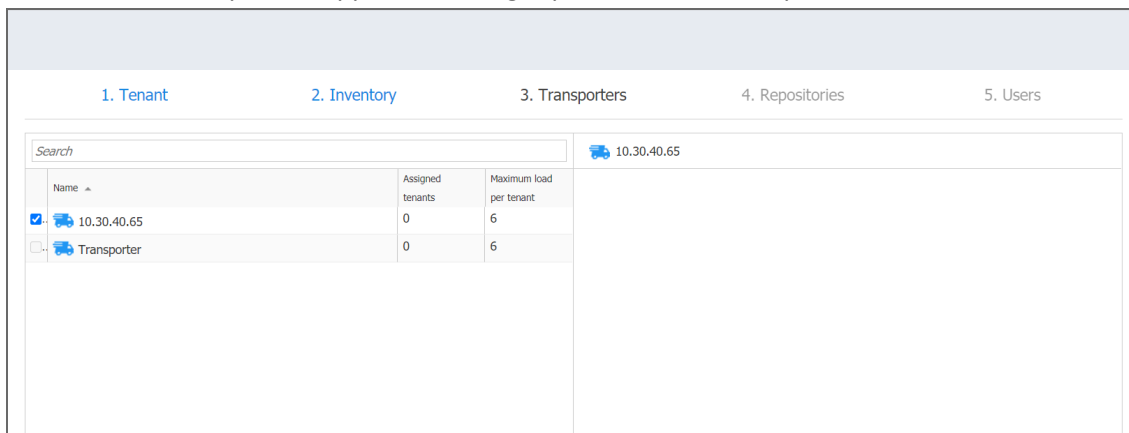 1. Tenant 2. Inventory 3. Transporters 4. Repositories 5. Users
Search
10.30.40.65
Name Assigned tenants Maximum load per tenant
10.30.40.65 0 6
Transporter 0 6